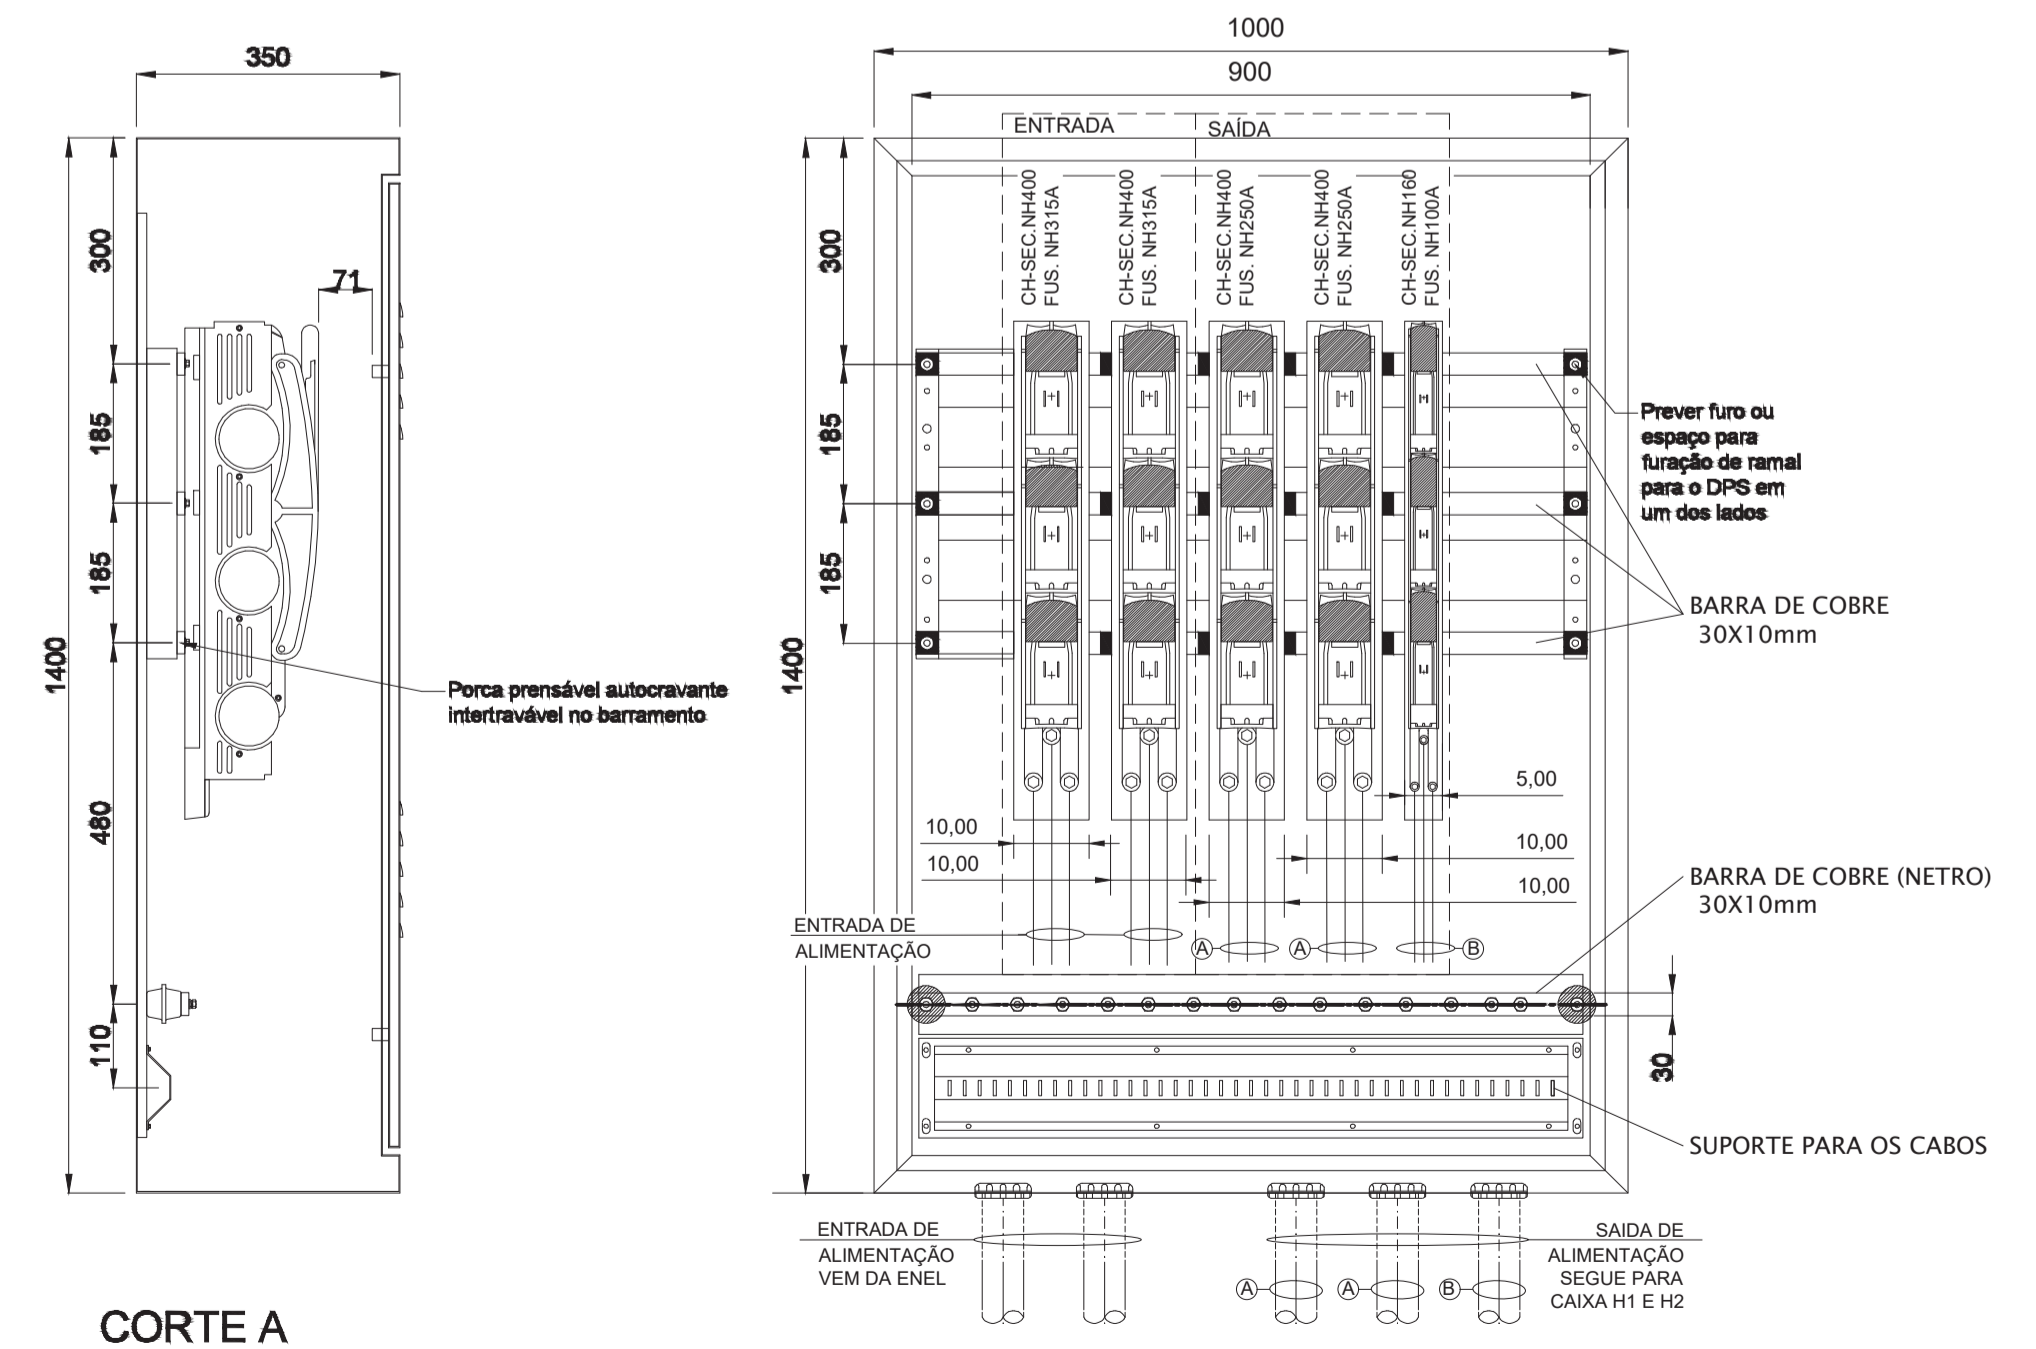 350
300
71
185
185
1400
480
110
Porca prensável autocravante
intertravável no barramento
CORTE A
1000
900
ENTRADA
SAÍDA
CH-SEC.NH400
FUS. NH315A
CH-SEC.NH400
FUS. NH315A
CH-SEC.NH400
FUS. NH250A
CH-SEC.NH400
FUS. NH250A
CH-SEC.NH160
FUS. NH100A
300
185
185
1400
Prever furo ou
espaço para
furação de ramal
para o DPS em
um dos lados
BARRA DE COBRE
30X10mm
5,00
10,00
10,00
10,00
10,00
BARRA DE COBRE (NETRO)
30X10mm
ENTRADA DE
ALIMENTAÇÃO
A
A
B
30
SUPORTE PARA OS CABOS
ENTRADA DE
ALIMENTAÇÃO
VEM DA ENEL
SAIDA DE
ALIMENTAÇÃO
SEGUE PARA
CAIXA H1 E H2
A
A
B